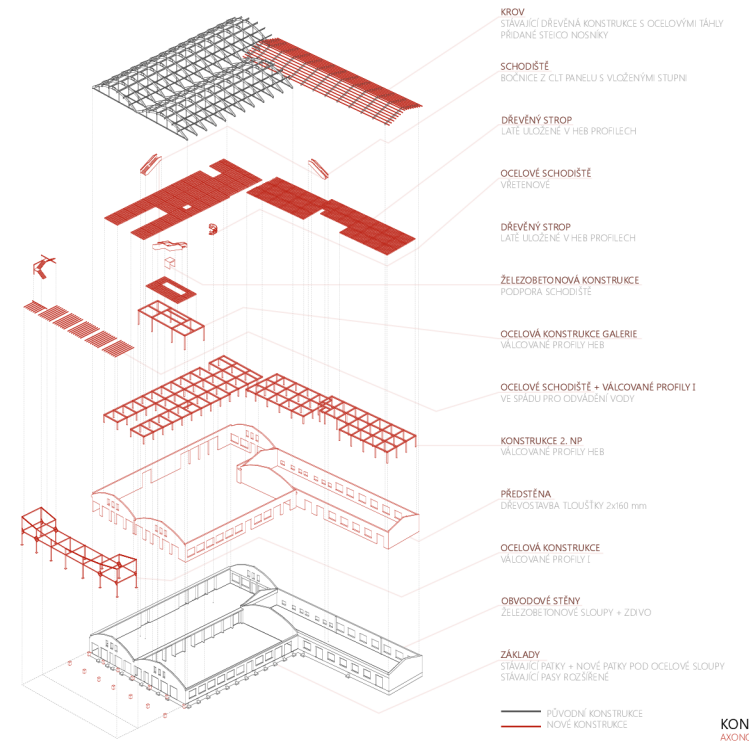 KROV
STÁVAJÍCÍ DŘEVĚNÁ KONSTRUKCE S OCELOVÝMI TÁHLY
PŘIDANÉ STEICO NOSNÍKY
SCHODIŠTĚ
BOČNICE Z CLT PANELU S VLOŽENÝMI STUPNI
DŘEVĚNÝ STROP
LATĚ ULOŽENÉ V HEB PROFILECH
OCELOVÉ SCHODIŠTĚ
VŘETENOVÉ
DŘEVĚNÝ STROP
LATĚ ULOŽENÉ V HEB PROFILECH
ŽELEZOBETONOVÁ KONSTRUKCE
PODPORA SCHODIŠTĚ
OCELOVÁ KONSTRUKCE GALERIE
VÁLCOVANÉ PROFILY HEB
OCELOVÉ SCHODIŠTĚ + VÁLCOVANÉ PROFILY I
VE SPÁDU PRO ODVÁDĚNÍ VODY
KONSTRUKCE 2. NP
VÁLCOVANÉ PROFILY HEB
PŘEDSTĚNA
DŘEVOSTAVBA TLOUŠŤKY 2x160 mm
OCELOVÁ KONSTRUKCE
VÁLCOVANÉ PROFILY I
OBVODOVÉ STĚNY
ŽELEZOBETONOVÉ SLOUPY + ZDIVO
ZÁKLADY
STÁVAJÍCÍ PATKY + NOVÉ PATKY POD OCELOVÉ SLOUPY
STÁVAJÍCÍ PASY ROZŠÍŘENÉ
PŮVODNÍ KONSTRUKCE
NOVÉ KONSTRUKCE
KON
AXONO